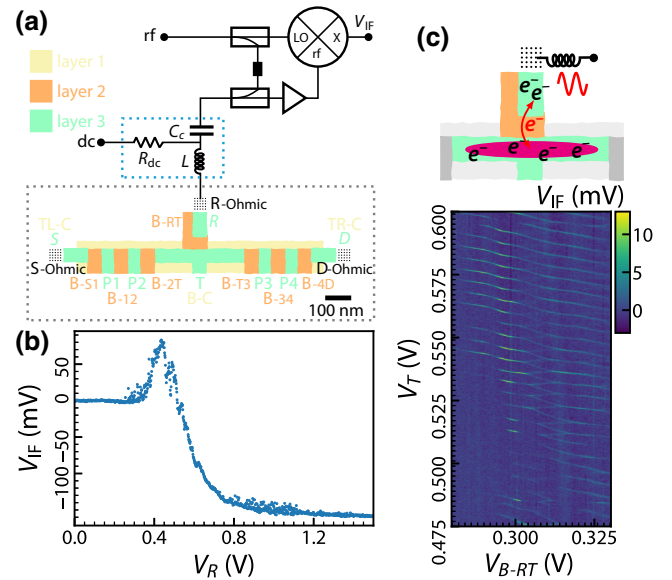 (a)
rf
LO
X
rf
V_IF
layer 1
layer 2
layer 3
C_c
dc
R_dc
L
R-Ohmic
B-RT
R
TL-C
TR-C
S
D
S-Ohmic
D-Ohmic
B-S1 P1 P2 B-2T T B-T3 P3 P4 B-4D
B-12 B-C B-34
100 nm
(b)
V_IF (mV)
50
0
−50
−100
0.0 0.4 0.8 1.2
V_R (V)
(c)
e⁻
e⁻
e⁻
e⁻ e⁻ e⁻ e⁻ e⁻
V_IF (mV)
10
5
0
V_T (V)
0.600
0.575
0.550
0.525
0.500
0.475
0.300 0.325
V_B-RT (V)